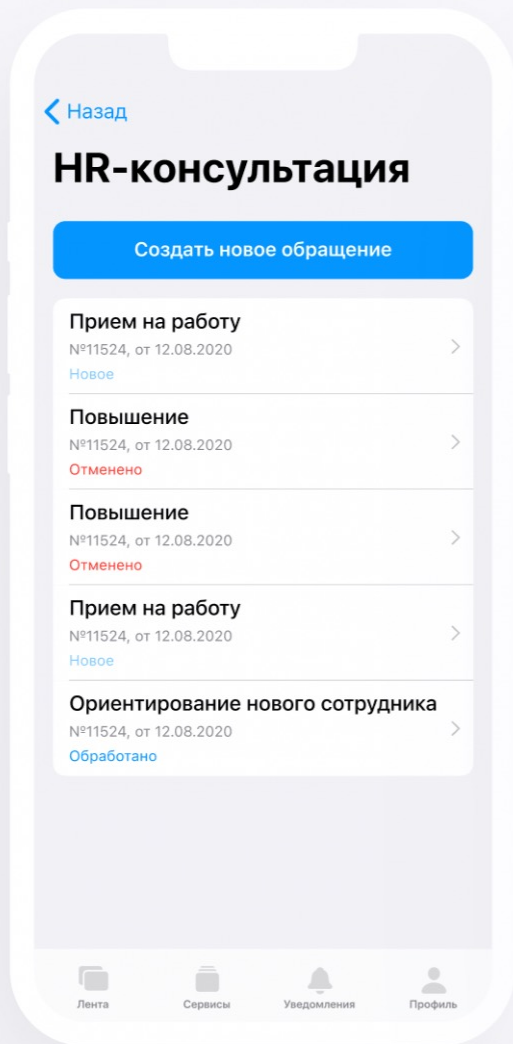 Назад
HR-консультация
Создать новое обращение
Прием на работу
№11524, от 12.08.2020
Новое
Повышение
№11524, от 12.08.2020
Отменено
Повышение
№11524, от 12.08.2020
Отменено
Прием на работу
№11524, от 12.08.2020
Новое
Ориентирование нового сотрудника
№11524, от 12.08.2020
Обработано
Лента Сервисы Уведомления Профиль